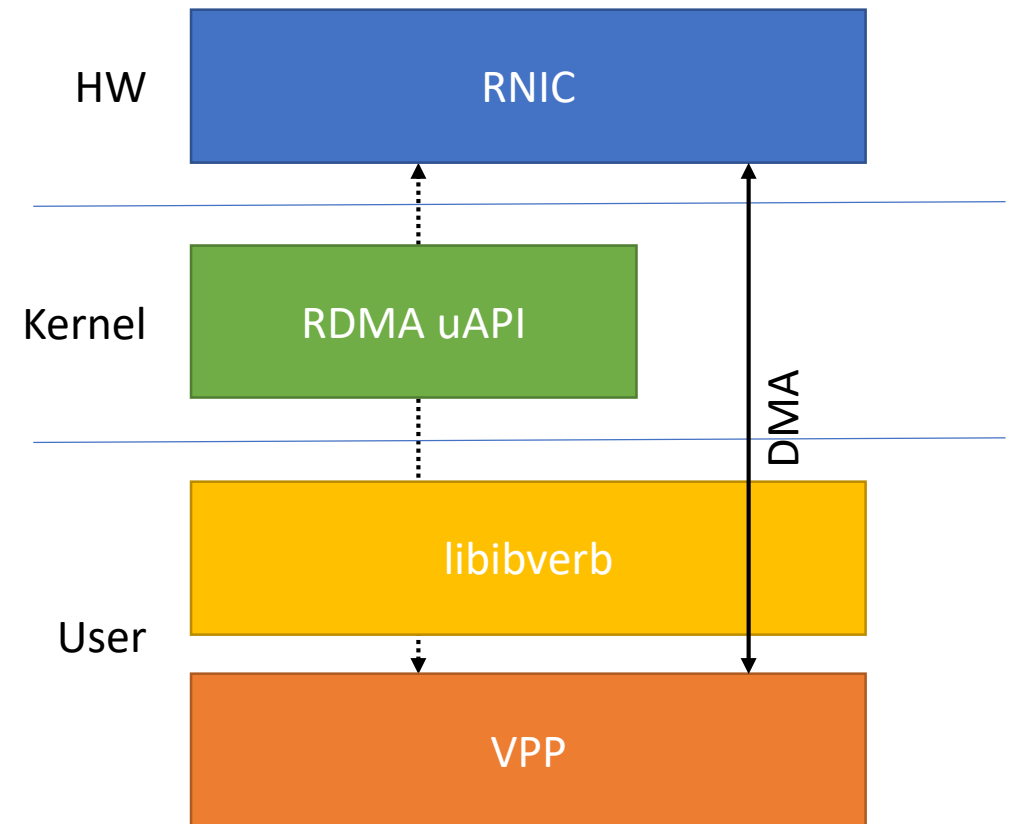 HW
RNIC
Kernel
RDMA uAPI
DMA
libibverb
User
VPP